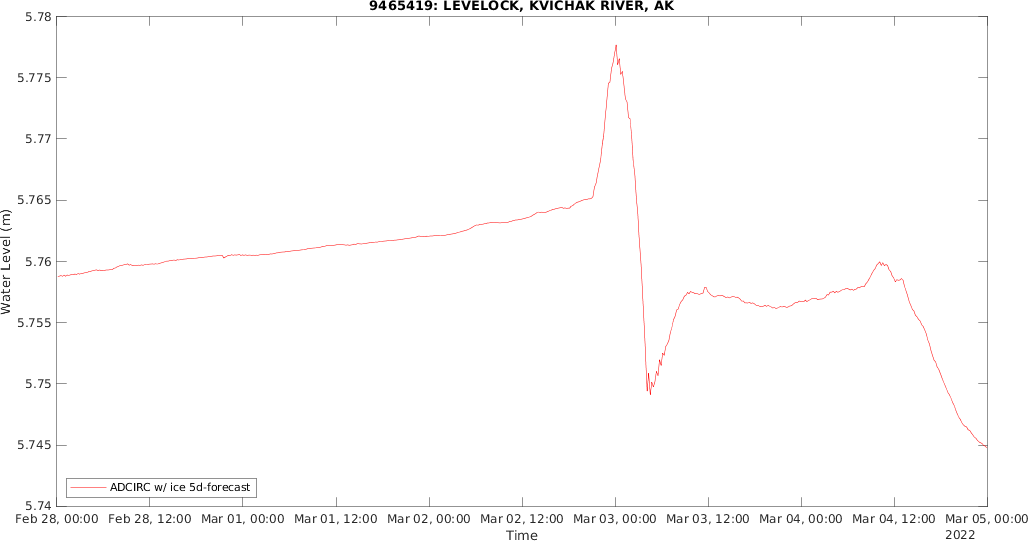 9465419: LEVELOCK, KVICHAK RIVER, AK
5.78
5.775
5.77
5.765
5.76
5.755
5.75
5.745
5.74
Water Level (m)
ADCIRC w/ ice 5d-forecast
Feb 28, 00:00 Feb 28, 12:00 Mar 01, 00:00 Mar 01, 12:00 Mar 02, 00:00 Mar 02, 12:00 Mar 03, 00:00 Mar 03, 12:00 Mar 04, 00:00 Mar 04, 12:00 Mar 05, 00:00
Time
2022